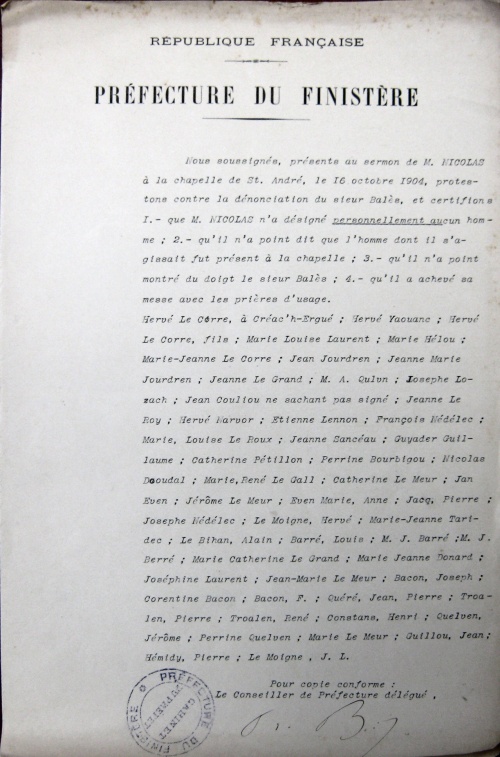 RÉPUBLIQUE FRANÇAISE
PRÉFECTURE DU FINISTÈRE
Nous soussignés, présents au sermon de M. NICOLAS
à la chapelle de St. André, le 16 octobre 1904, protes-
tons contre la dénonciation du sieur Balès, et certifions
1.- que M. NICOLAS n'a désigné personnellement aucun hom-
me ; 2.- qu'il n'a point dit que l'homme dont il s'a-
gissait fut présent à la chapelle ; 3.- qu'il n'a point
montré du doigt le sieur Balès ; 4.- qu'il a achevé sa
messe avec les prières d'usage.
Hervé Le Corre, à Créac'h-Ergué ; Hervé Yaouanc ; Hervé
Le Corre, fils ; Marie Louise Laurent ; Marie Hélou ;
Marie-Jeanne Le Corre ; Jean Jourdren ; Jeanne Marie
Jourdren ; Jeanne Le Grand ; M. A. Qulvn ; Iosephe Lo-
zach ; Jean Couliou ne sachant pas signé ; Jeanne Le
Roy ; Hervé Narvor ; Etienne Lennon ; François Nédélec ;
Marie, Louise Le Roux ; Jeanne Sancéau ; Guyader Guil-
laume ; Catherine Pétillon ; Perrine Bourbigou ; Nicolas
Daoudal ; Marie,René Le Gall ; Catherine Le Meur ; Jan
Even ; Jérôme Le Meur ; Even Marie, Anne ; Jacq, Pierre ;
Josephe Nédélec ; Le Moigne, Hervé ; Marie-Jeanne Tari-
dec ; Le Bihan, Alain ; Barré, Louis ; M. J. Barré ;M. J.
Berré ; Marie Catherine Le Grand ; Marie Jeanne Donard ;
Joséphine Laurent ; Jean-Marie Le Meur ; Bacon, Joseph ;
Corentine Bacon ; Bacon, F. ; Quéré, Jean, Pierre ; Troa-
len, Pierre ; Troalen, René ; Constans, Henri ; Quelven,
Jérôme ; Perrine Quelven ; Marie Le Meur ; Guillou, Jean;
Hémidy, Pierre ; Le Moigne , J. L.
Pour copie conforme :
Le Conseiller de Préfecture délégué ,
PRÉFECTURE DU FINISTÈRE
CABINET
DU PRÉFET